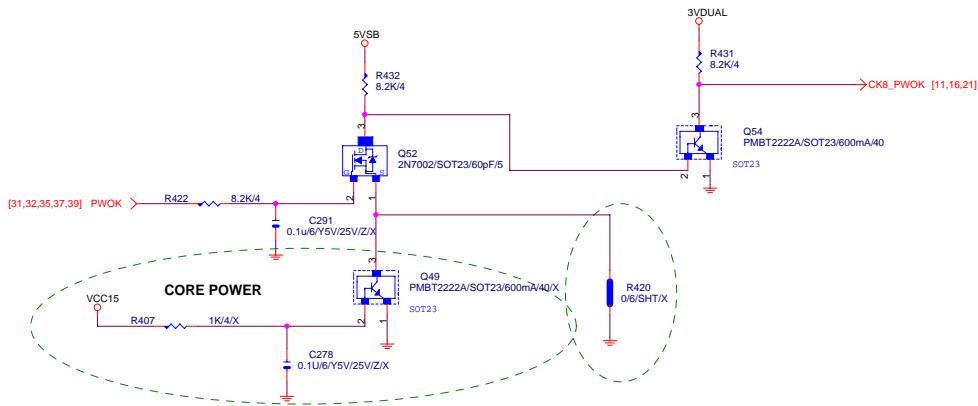 3VDUAL
5VSB
R431
8.2K/4
R432
8.2K/4
CK8_PWOK [11,16,21]
3
3
Q54
PMBT2222A/SOT23/600mA/40
D
Q52
2N7002/SOT23/60pF/5
SOT23
G
S
2
1
2
1
[31,32,35,37,39] PWOK
R422
8.2K/4
C291
0.1u/6/Y5V/25V/Z/X
3
Q49
PMBT2222A/SOT23/600mA/40/X
CORE POWER
R420
0/6/SHT/X
VCC15
SOT23
R407
1K/4/X
2
1
C278
0.1U/6/Y5V/25V/Z/X